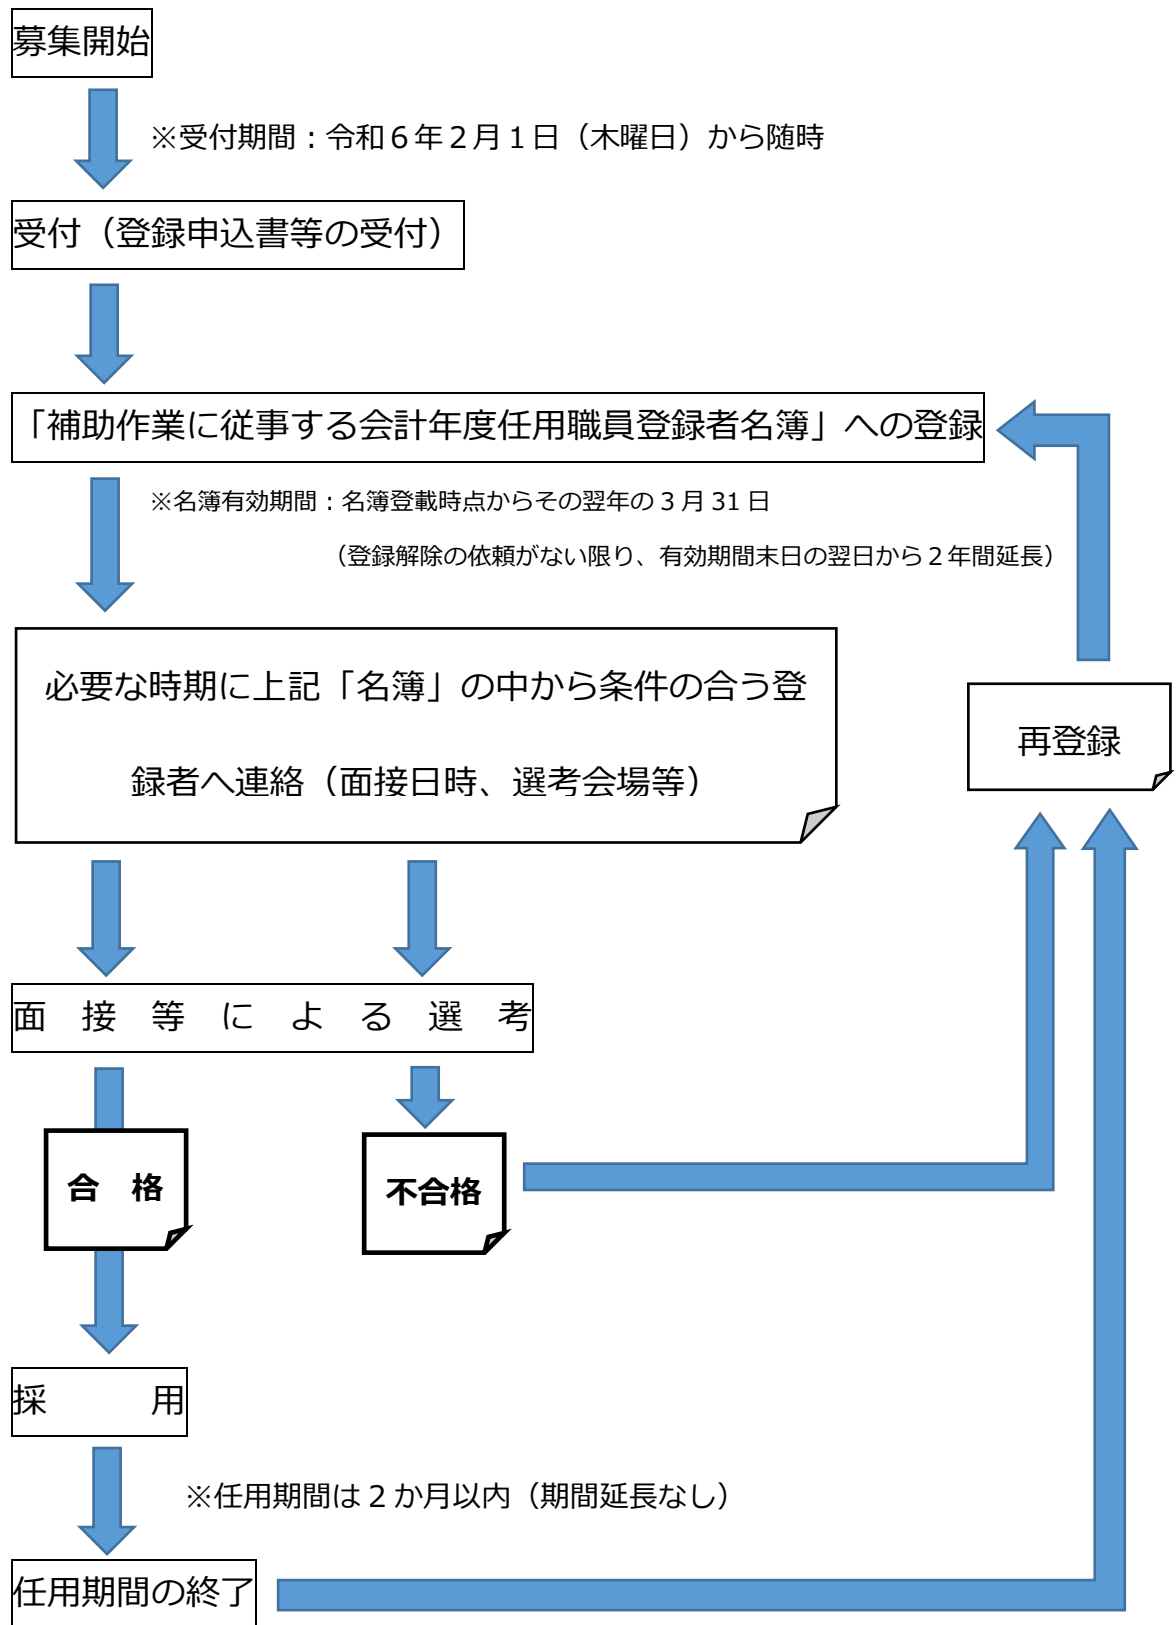 募集開始
※受付期間：令和６年２月１日（木曜日）から随時
受付（登録申込書等の受付）
「補助作業に従事する会計年度任用職員登録者名簿」への登録
※名簿有効期間：名簿登載時点からその翌年の３月 31 日
（登録解除の依頼がない限り、有効期間末日の翌日から２年間延長）
必要な時期に上記「名簿」の中から条件の合う登
録者へ連絡（面接日時、選考会場等）
再登録
面　接　等　に　よ　る　選　考
合　格
不合格
採　　　用
※任用期間は２か月以内（期間延長なし）
任用期間の終了